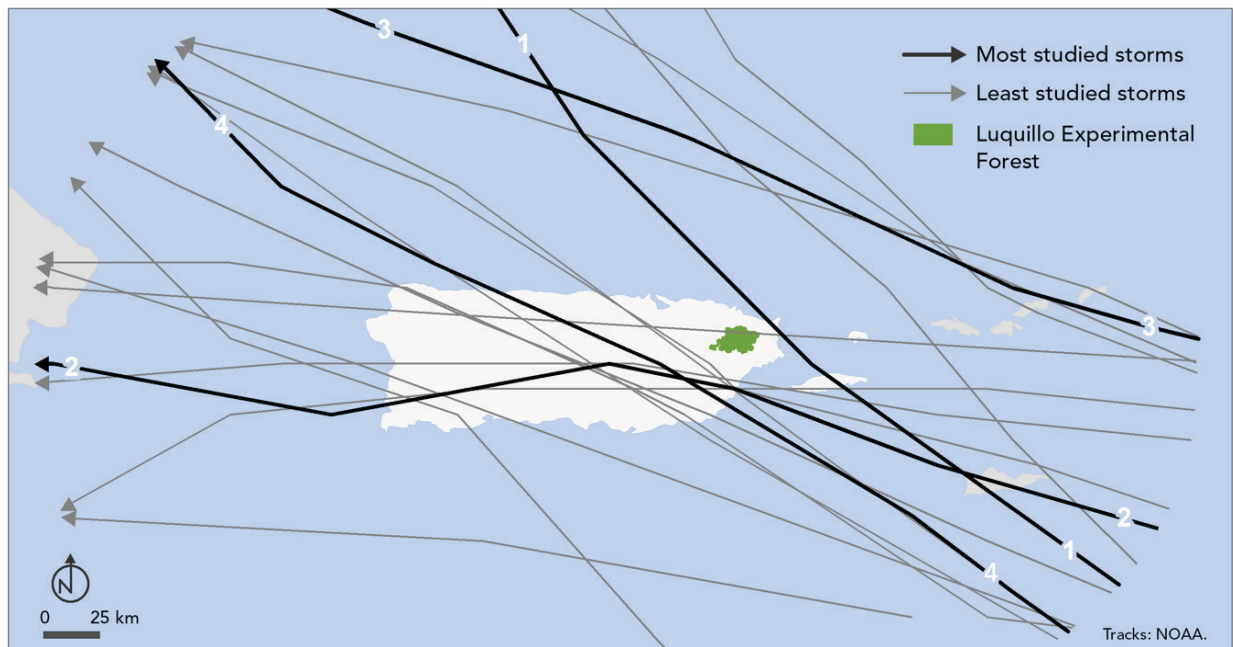 3
1
Most studied storms
Least studied storms
Luquillo Experimental
Forest
4
3
2
2
1
4
N
0 25 km
Tracks: NOAA.